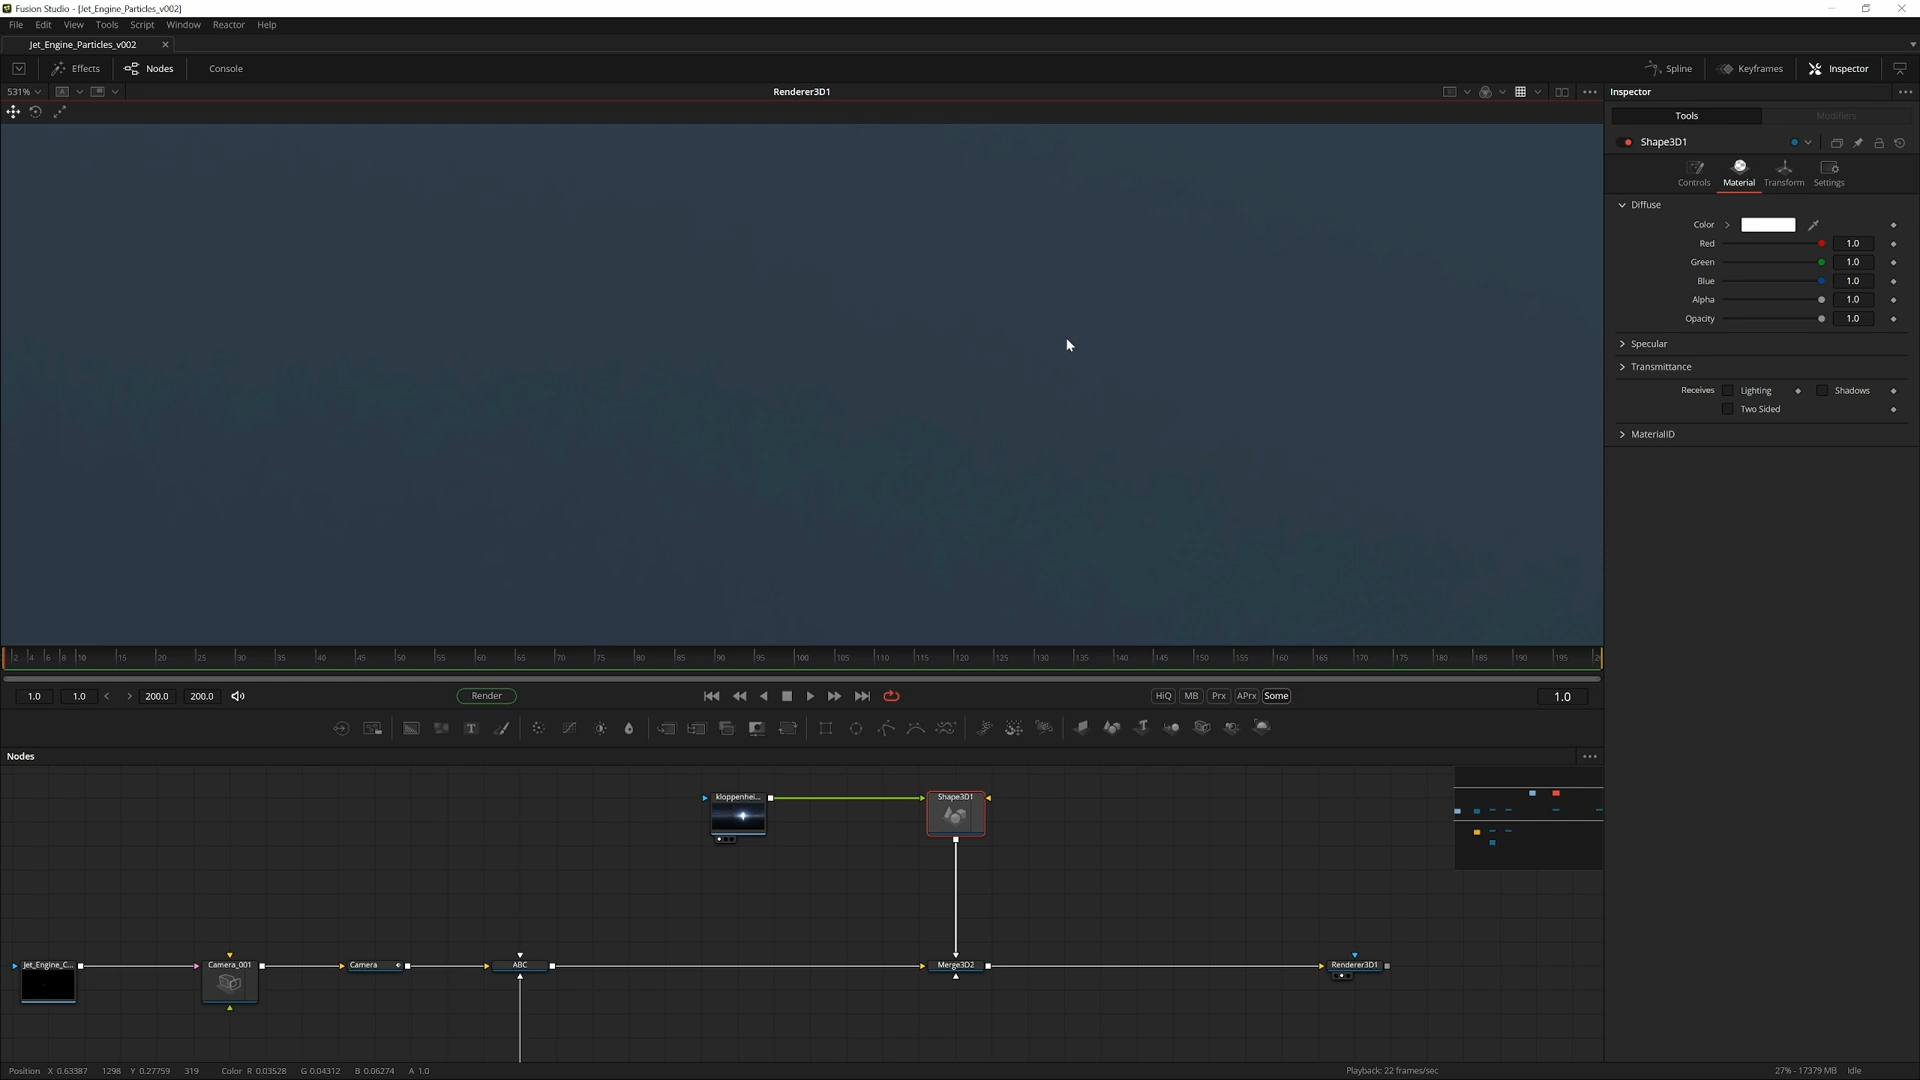 Fusion Studio - [Jet_Engine_Particles_v002]
File Edit View Tools Script Window Reactor Help
Jet_Engine_Particles_v002
Effects Nodes Console Spline Keyframes Inspector
531% A Renderer3D1 Inspector
Tools Modifiers
Shape3D1
Controls Material Transform Settings
Diffuse
Color
Red 1.0
Green 1.0
Blue 1.0
Alpha 1.0
Opacity 1.0
Specular
Transmittance
Receives Lighting Shadows
Two Sided
MaterialID
2 4 6 8 10 15 20 25 30 35 40 45 50 55 60 65 70 75 80 85 90 95 100 105 110 115 120 125 130 135 140 145 150 155 160 165 170 175 180 185 190 195
1.0 1.0 200.0 200.0 Render HiQ MB Prx APrx Some 1.0
Nodes
kloppenhei... Shape3D1
Jet_Engine_C... Camera_001 Camera ABC Merge3D2 Renderer3D1
Position X 0.63387 1298 Y 0.27759 319 Color R 0.03528 G 0.04312 B 0.06274 A 1.0 Playback: 22 frames/sec 27% - 17379 MB Idle